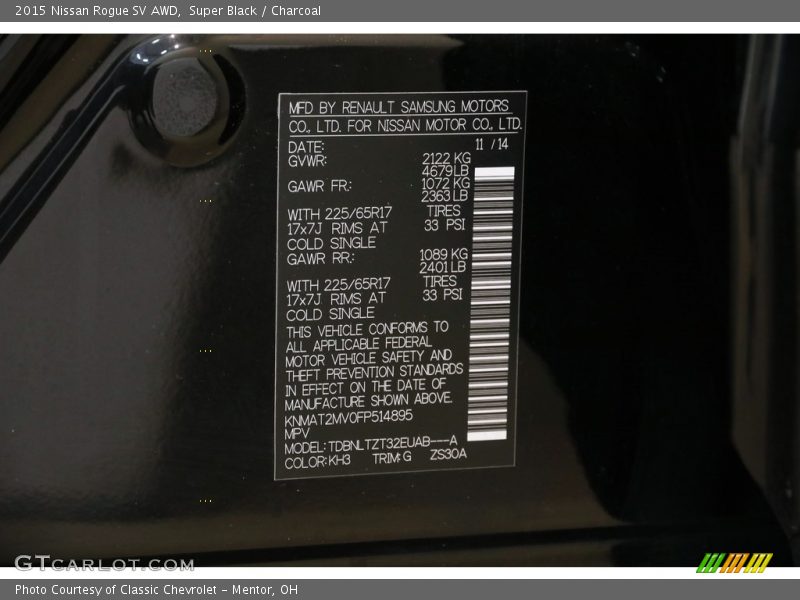 2015 Nissan Rogue SV AWD, Super Black / Charcoal
MFD BY RENAULT SAMSUNG MOTORS
CO., LTD. FOR NISSAN MOTOR CO., LTD.
DATE: 11 /14
GVWR: 2122 KG
4679 LB
GAWR FR: 1072 KG
2363 LB
WITH 225/65R17 TIRES
17x7J RIMS AT 33 PSI
COLD SINGLE
GAWR RR: 1089 KG
2401 LB
WITH 225/65R17 TIRES
17x7J RIMS AT 33 PSI
COLD SINGLE
THIS VEHICLE CONFORMS TO
ALL APPLICABLE FEDERAL
MOTOR VEHICLE SAFETY AND
THEFT PREVENTION STANDARDS
IN EFFECT ON THE DATE OF
MANUFACTURE SHOWN ABOVE.
KNMAT2MV0FP514895
MPV
MODEL: TDBNLTZT32EUAB---A
COLOR: KH3 TRIM: G ZS30A
GTCARLOT.COM
Photo Courtesy of Classic Chevrolet - Mentor, OH